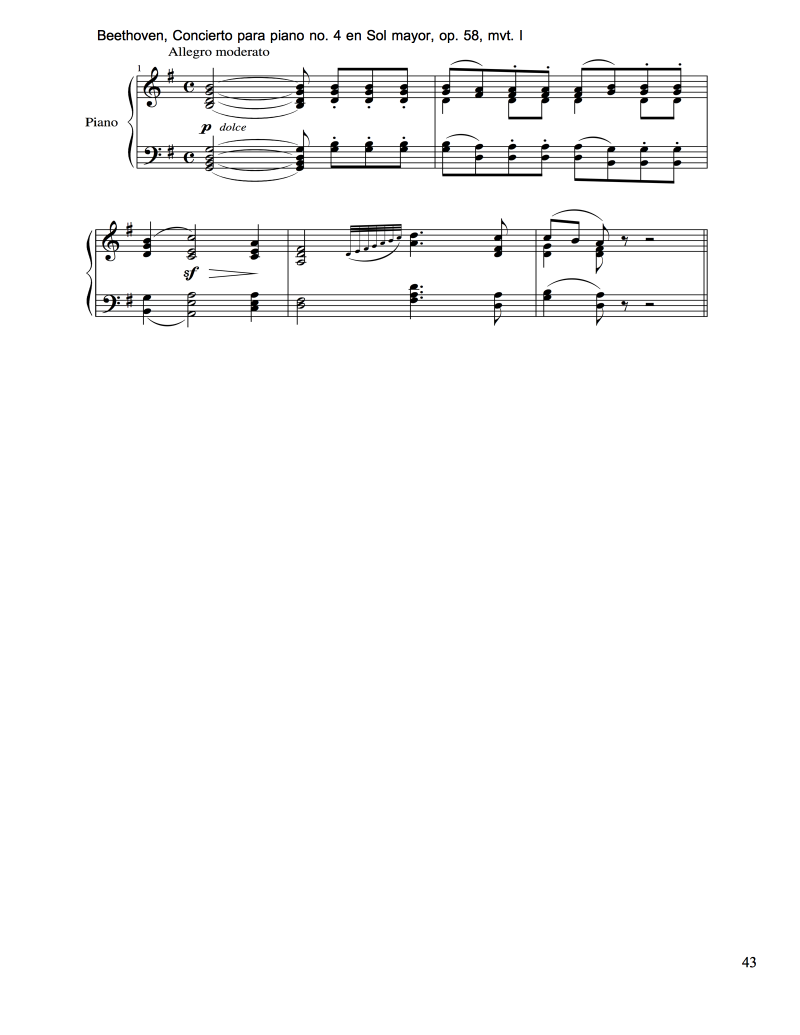 Beethoven, Concierto para piano no. 4 en Sol mayor, op. 58, mvt. I
Allegro moderato
1
Piano
p dolce
sf
43